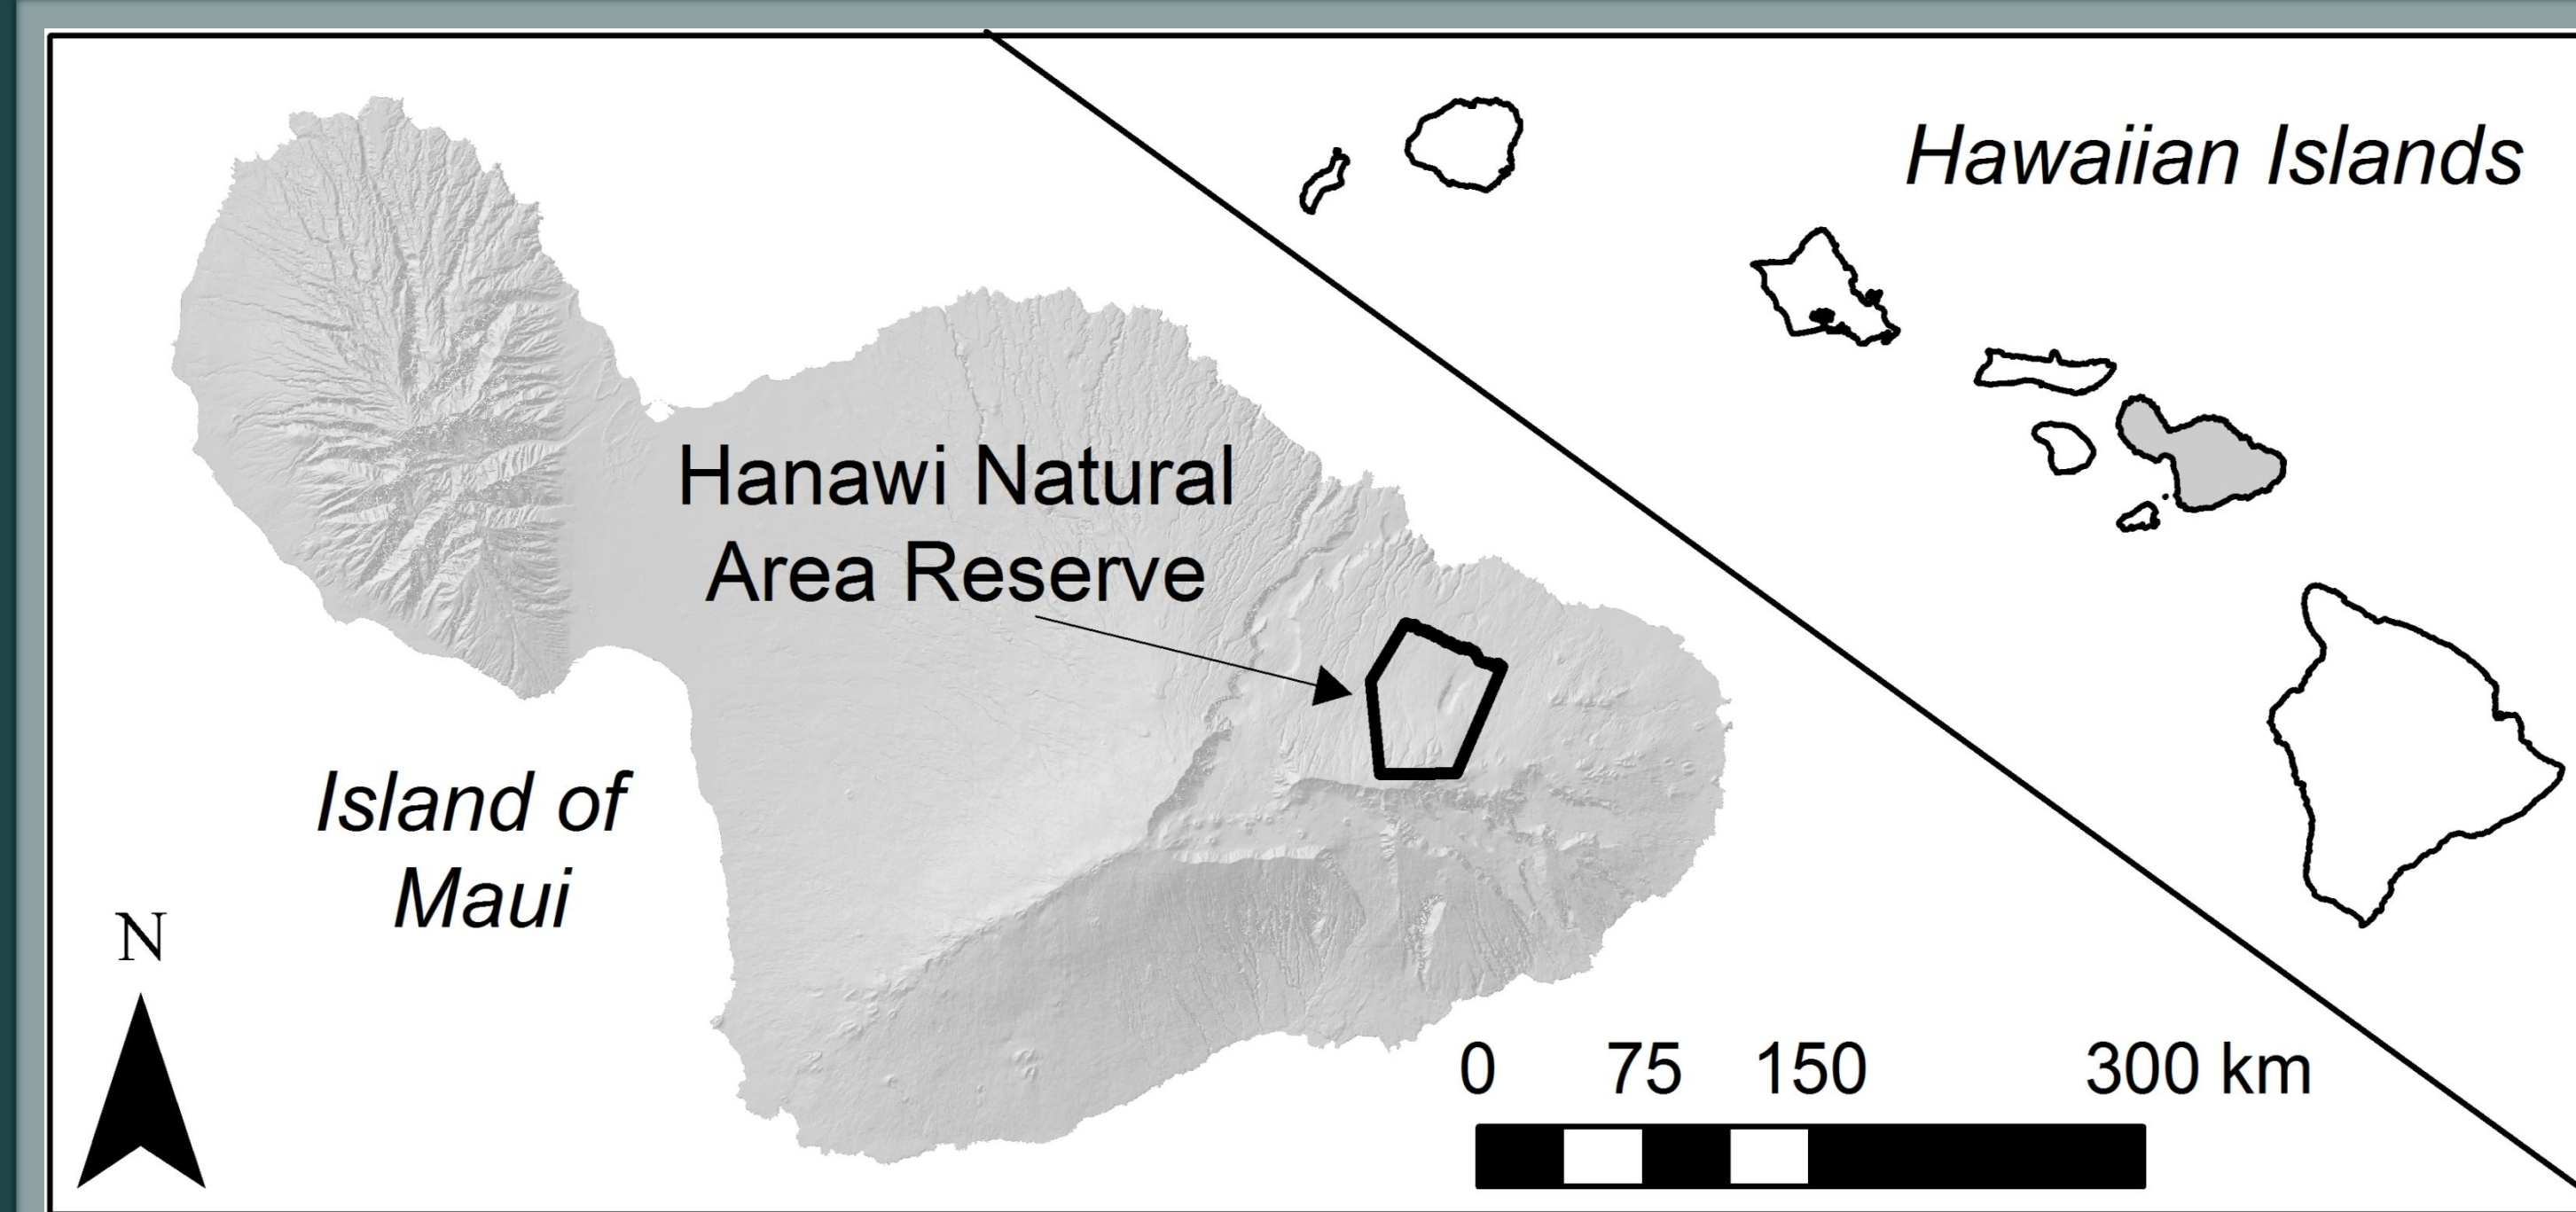 Hawaiian Islands
Hanawi Natural
Area Reserve
Island of
Maui
N
0 75 150 300 km